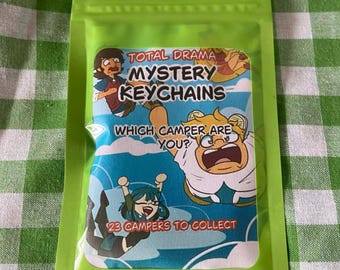 TOTAL DRAMA
MYSTERY
KEYCHAINS
WHICH CAMPER ARE
YOU?
23 CAMPERS TO COLLECT